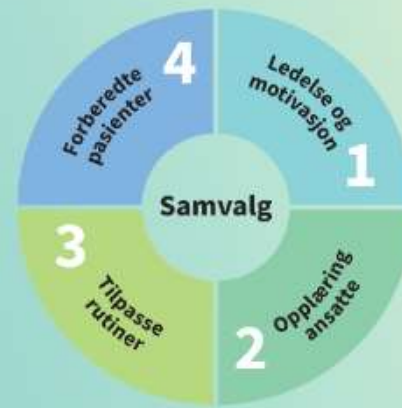 Ledelse og
motivasjon
1
Opplæring
ansatte
2
Tilpasse
rutiner
3
Forberedte
pasienter
4
Samvalg